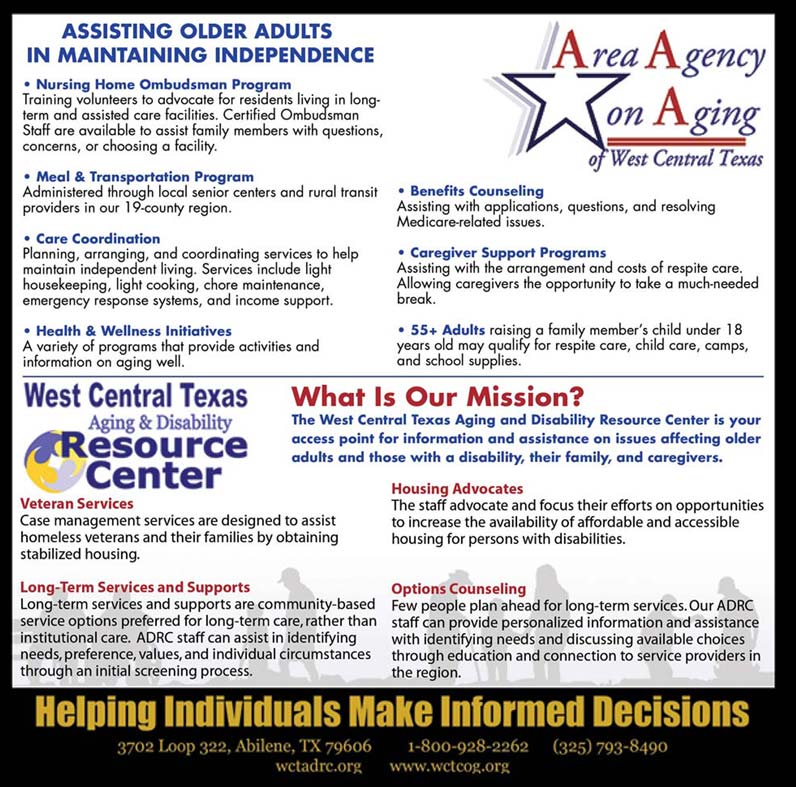 ASSISTING OLDER ADULTS
IN MAINTAINING INDEPENDENCE
• Nursing Home Ombudsman Program
Training volunteers to advocate for residents living in long-
term and assisted care facilities. Certified Ombudsman
Staff are available to assist family members with questions,
concerns, or choosing a facility.
• Meal & Transportation Program
Administered through local senior centers and rural transit
providers in our 19-county region.
• Care Coordination
Planning, arranging, and coordinating services to help
maintain independent living. Services include light
housekeeping, light cooking, chore maintenance,
emergency response systems, and income support.
• Health & Wellness Initiatives
A variety of programs that provide activities and
information on aging well.
Area Agency
on Aging
of West Central Texas
• Benefits Counseling
Assisting with applications, questions, and resolving
Medicare-related issues.
• Caregiver Support Programs
Assisting with the arrangement and costs of respite care.
Allowing caregivers the opportunity to take a much-needed
break.
• 55+ Adults raising a family member's child under 18
years old may qualify for respite care, child care, camps,
and school supplies.
West Central Texas
Aging & Disability
Resource
Center
What Is Our Mission?
The West Central Texas Aging and Disability Resource Center is your
access point for information and assistance on issues affecting older
adults and those with a disability, their family, and caregivers.
Veteran Services
Case management services are designed to assist
homeless veterans and their families by obtaining
stabilized housing.
Long-Term Services and Supports
Long-term services and supports are community-based
service options preferred for long-term care, rather than
institutional care. ADRC staff can assist in identifying
needs, preference, values, and individual circumstances
through an initial screening process.
Housing Advocates
The staff advocate and focus their efforts on opportunities
to increase the availability of affordable and accessible
housing for persons with disabilities.
Options Counseling
Few people plan ahead for long-term services. Our ADRC
staff can provide personalized information and assistance
with identifying needs and discussing available choices
through education and connection to service providers in
the region.
Helping Individuals Make Informed Decisions
3702 Loop 322, Abilene, TX 79606 1-800-928-2262 (325) 793-8490
wctadrc.org www.wctcog.org